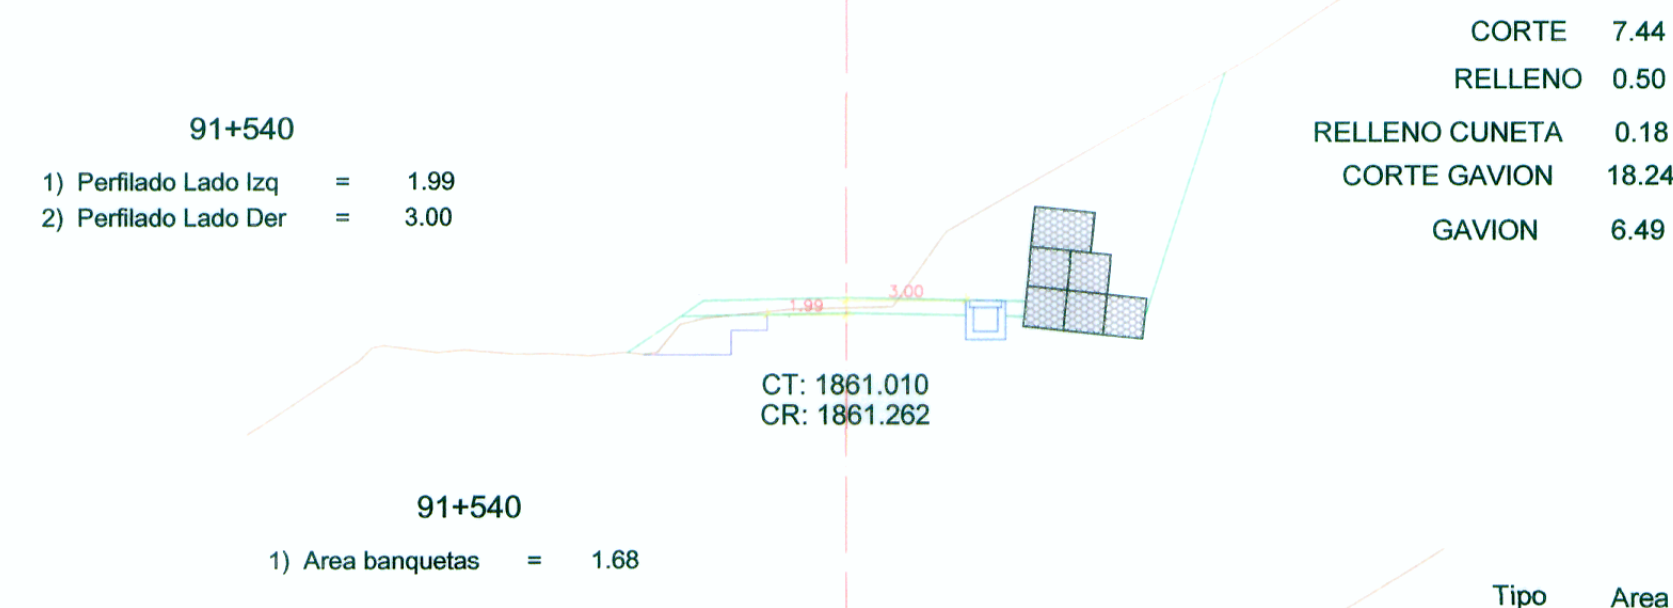 CORTE 7.44
RELLENO 0.50
91+540
RELLENO CUNETA 0.18
1) Perfilado Lado Izq = 1.99
CORTE GAVION 18.24
2) Perfilado Lado Der = 3.00
GAVION 6.49
3.00
1.99
CT: 1861.010
CR: 1861.262
91+540
1) Area banquetas = 1.68
Tipo Area